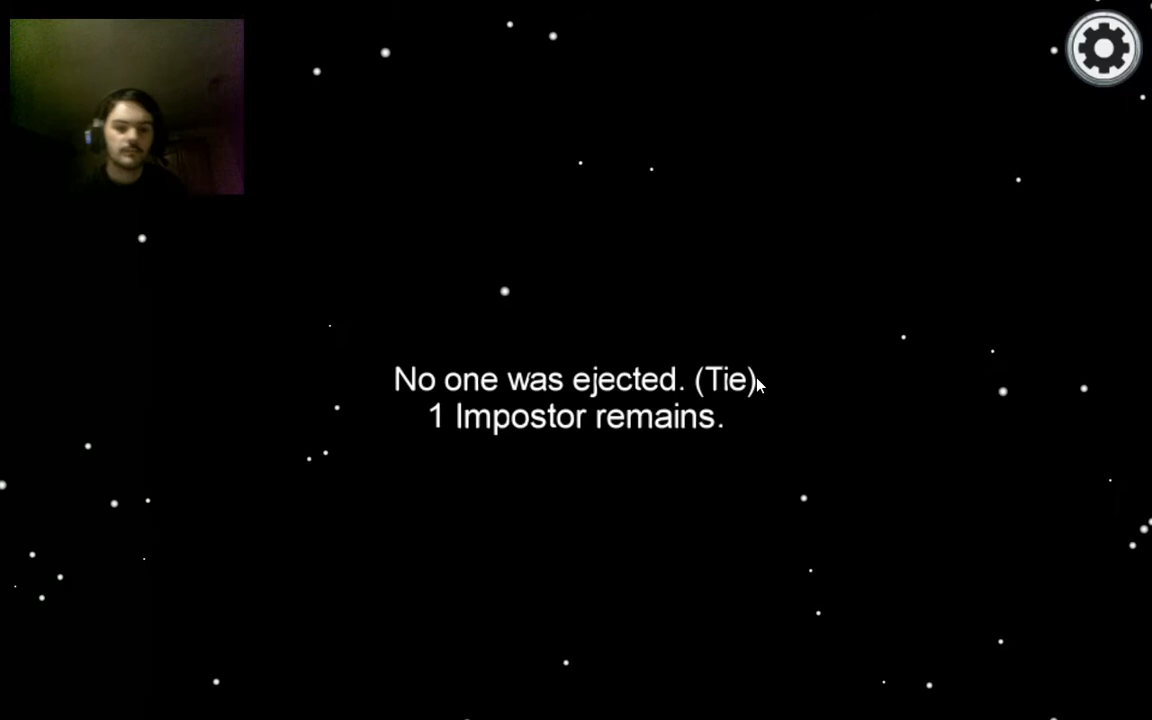 No one was ejected. (Tie)
1 Impostor remains.